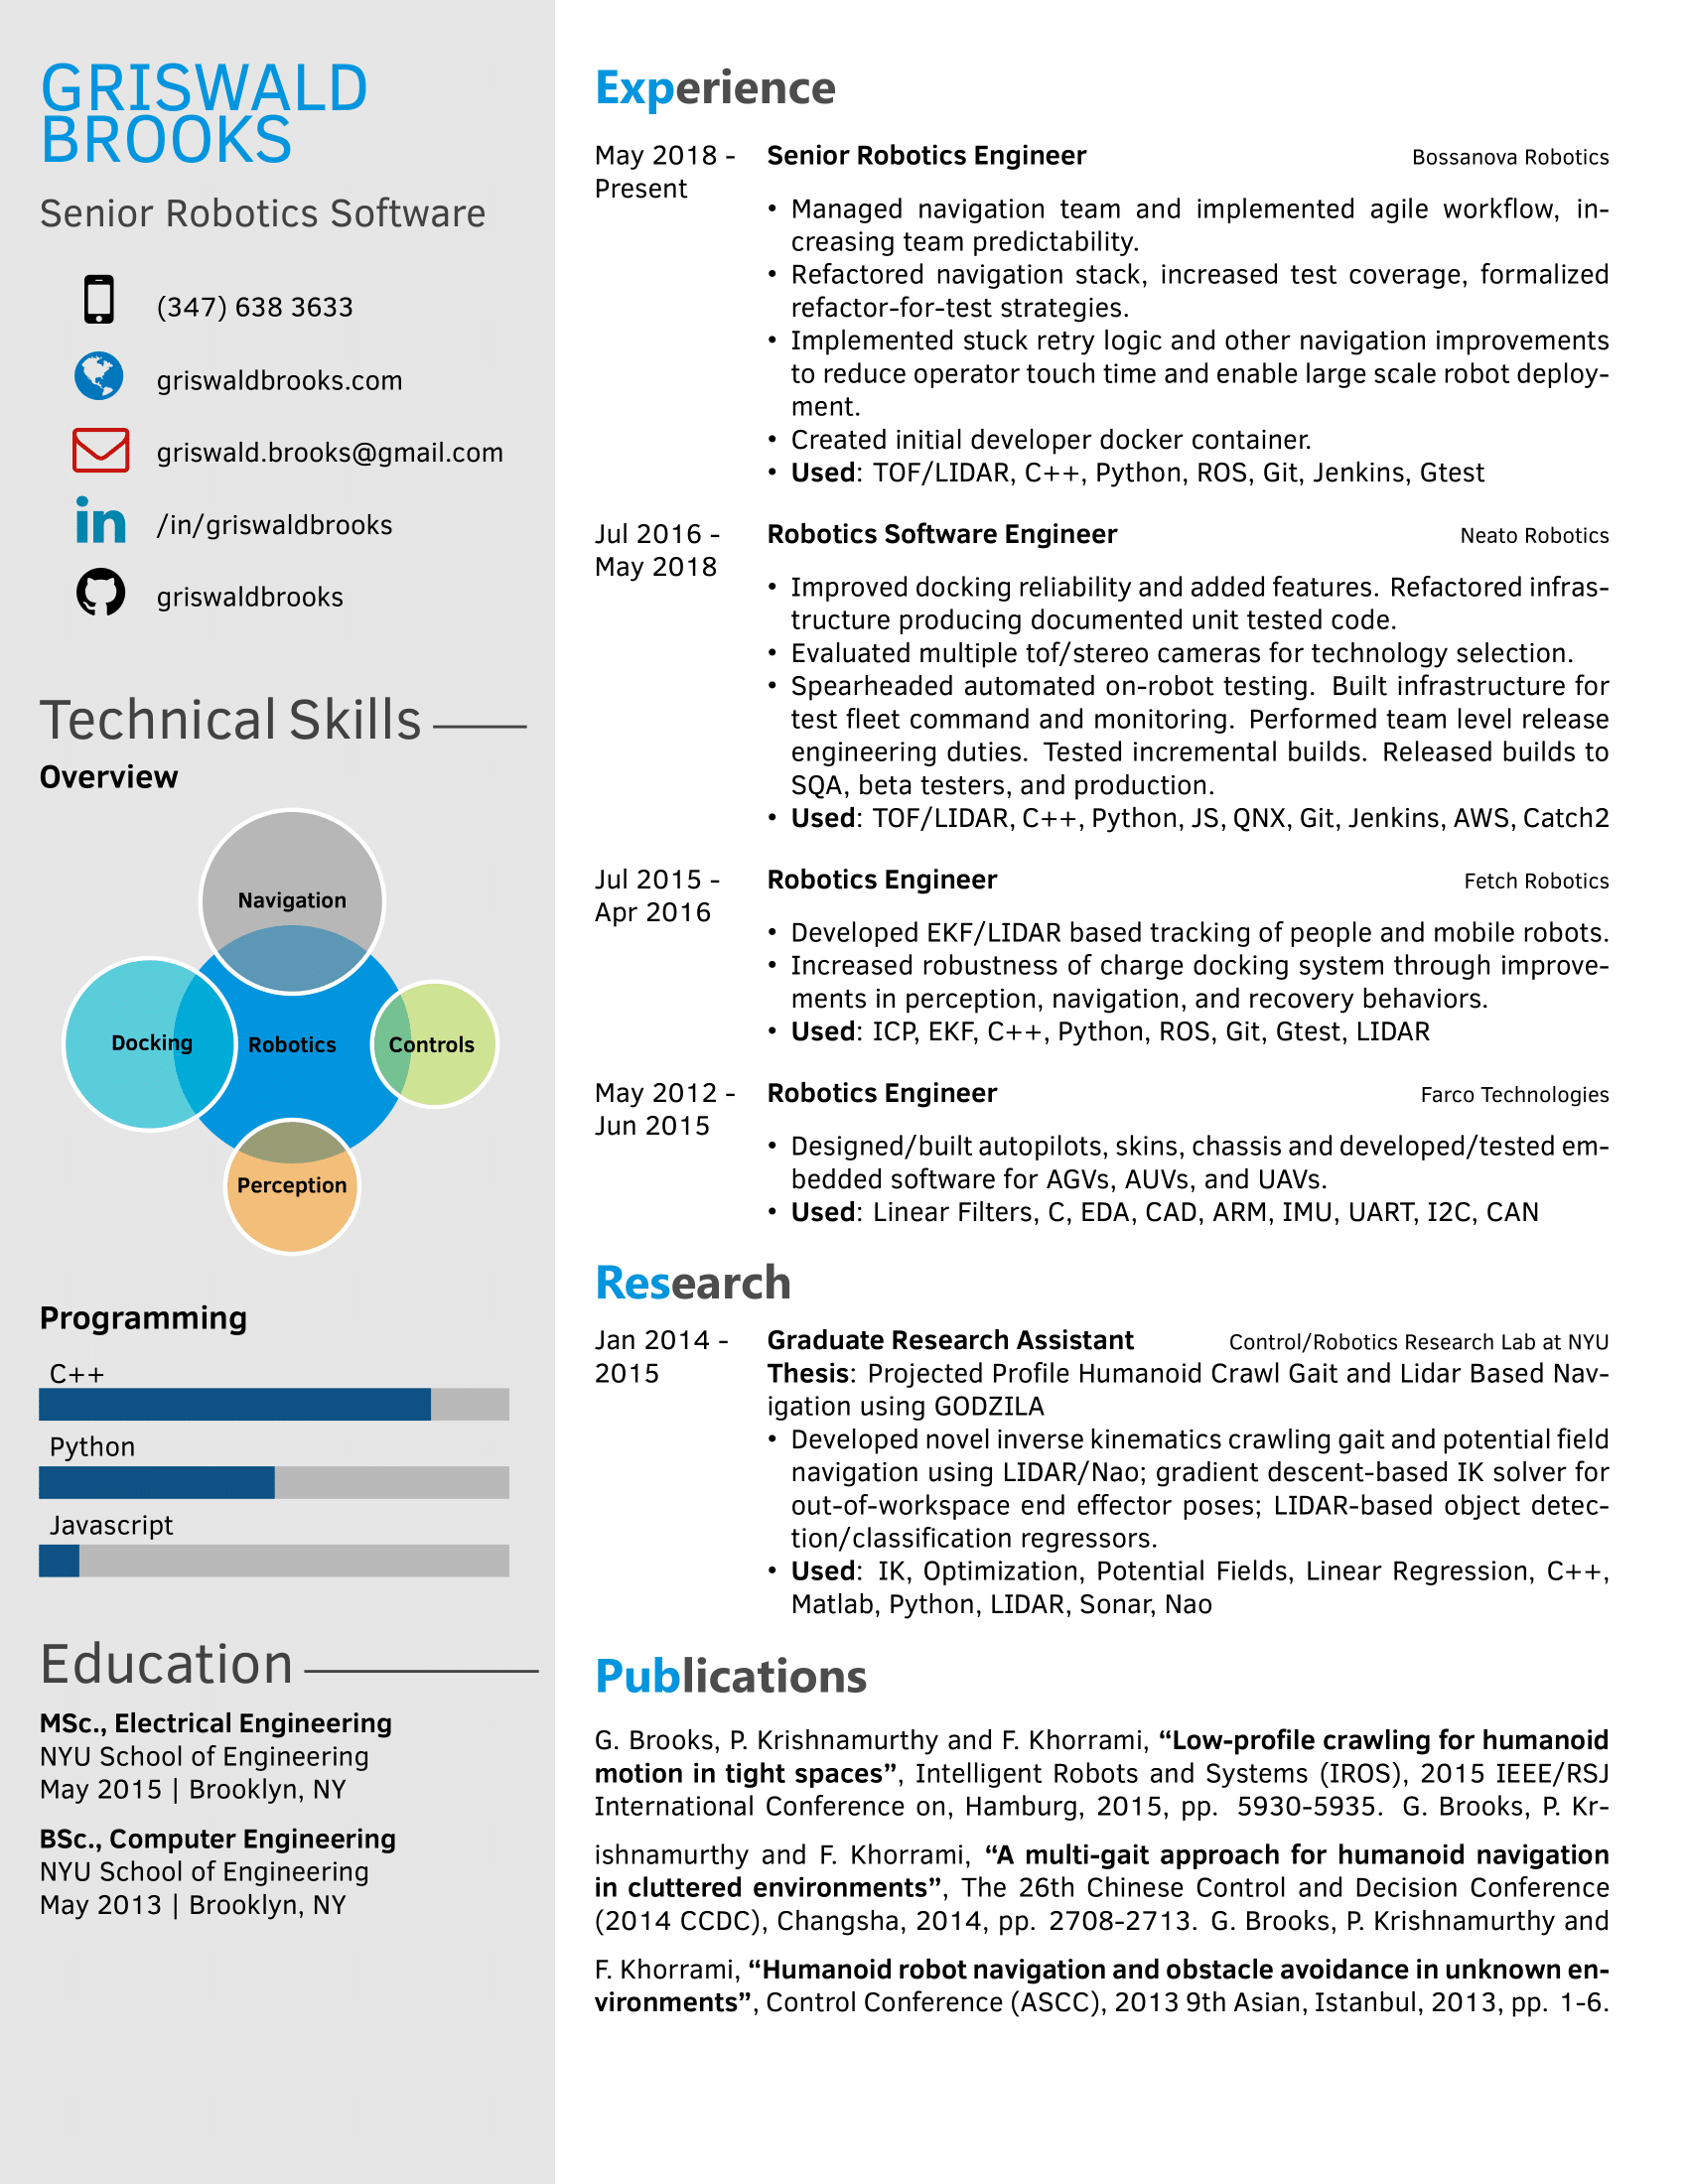 GRISWALD
BROOKS
Senior Robotics Software
(347) 638 3633
griswaldbrooks.com
griswald.brooks@gmail.com
in /in/griswaldbrooks
griswaldbrooks
Technical Skills
Overview
Navigation
Docking
Robotics
Controls
Perception
Programming
C++
Python
Javascript
Education
MSc., Electrical Engineering
NYU School of Engineering
May 2015 | Brooklyn, NY
BSc., Computer Engineering
NYU School of Engineering
May 2013 | Brooklyn, NY
Experience
May 2018 - Senior Robotics Engineer Bossanova Robotics
Present
• Managed navigation team and implemented agile workflow, in-
creasing team predictability.
• Refactored navigation stack, increased test coverage, formalized
refactor-for-test strategies.
• Implemented stuck retry logic and other navigation improvements
to reduce operator touch time and enable large scale robot deploy-
ment.
• Created initial developer docker container.
• Used: TOF/LIDAR, C++, Python, ROS, Git, Jenkins, Gtest
Jul 2016 - Robotics Software Engineer Neato Robotics
May 2018
• Improved docking reliability and added features. Refactored infras-
tructure producing documented unit tested code.
• Evaluated multiple tof/stereo cameras for technology selection.
• Spearheaded automated on-robot testing. Built infrastructure for
test fleet command and monitoring. Performed team level release
engineering duties. Tested incremental builds. Released builds to
SQA, beta testers, and production.
• Used: TOF/LIDAR, C++, Python, JS, QNX, Git, Jenkins, AWS, Catch2
Jul 2015 - Robotics Engineer Fetch Robotics
Apr 2016
• Developed EKF/LIDAR based tracking of people and mobile robots.
• Increased robustness of charge docking system through improve-
ments in perception, navigation, and recovery behaviors.
• Used: ICP, EKF, C++, Python, ROS, Git, Gtest, LIDAR
May 2012 - Robotics Engineer Farco Technologies
Jun 2015
• Designed/built autopilots, skins, chassis and developed/tested em-
bedded software for AGVs, AUVs, and UAVs.
• Used: Linear Filters, C, EDA, CAD, ARM, IMU, UART, I2C, CAN
Research
Jan 2014 - Graduate Research Assistant Control/Robotics Research Lab at NYU
2015 Thesis: Projected Profile Humanoid Crawl Gait and Lidar Based Nav-
igation using GODZILA
• Developed novel inverse kinematics crawling gait and potential field
navigation using LIDAR/Nao; gradient descent-based IK solver for
out-of-workspace end effector poses; LIDAR-based object detec-
tion/classification regressors.
• Used: IK, Optimization, Potential Fields, Linear Regression, C++,
Matlab, Python, LIDAR, Sonar, Nao
Publications
G. Brooks, P. Krishnamurthy and F. Khorrami, “Low-profile crawling for humanoid
motion in tight spaces”, Intelligent Robots and Systems (IROS), 2015 IEEE/RSJ
International Conference on, Hamburg, 2015, pp. 5930-5935. G. Brooks, P. Kr-
ishnamurthy and F. Khorrami, “A multi-gait approach for humanoid navigation
in cluttered environments”, The 26th Chinese Control and Decision Conference
(2014 CCDC), Changsha, 2014, pp. 2708-2713. G. Brooks, P. Krishnamurthy and
F. Khorrami, “Humanoid robot navigation and obstacle avoidance in unknown en-
vironments”, Control Conference (ASCC), 2013 9th Asian, Istanbul, 2013, pp. 1-6.